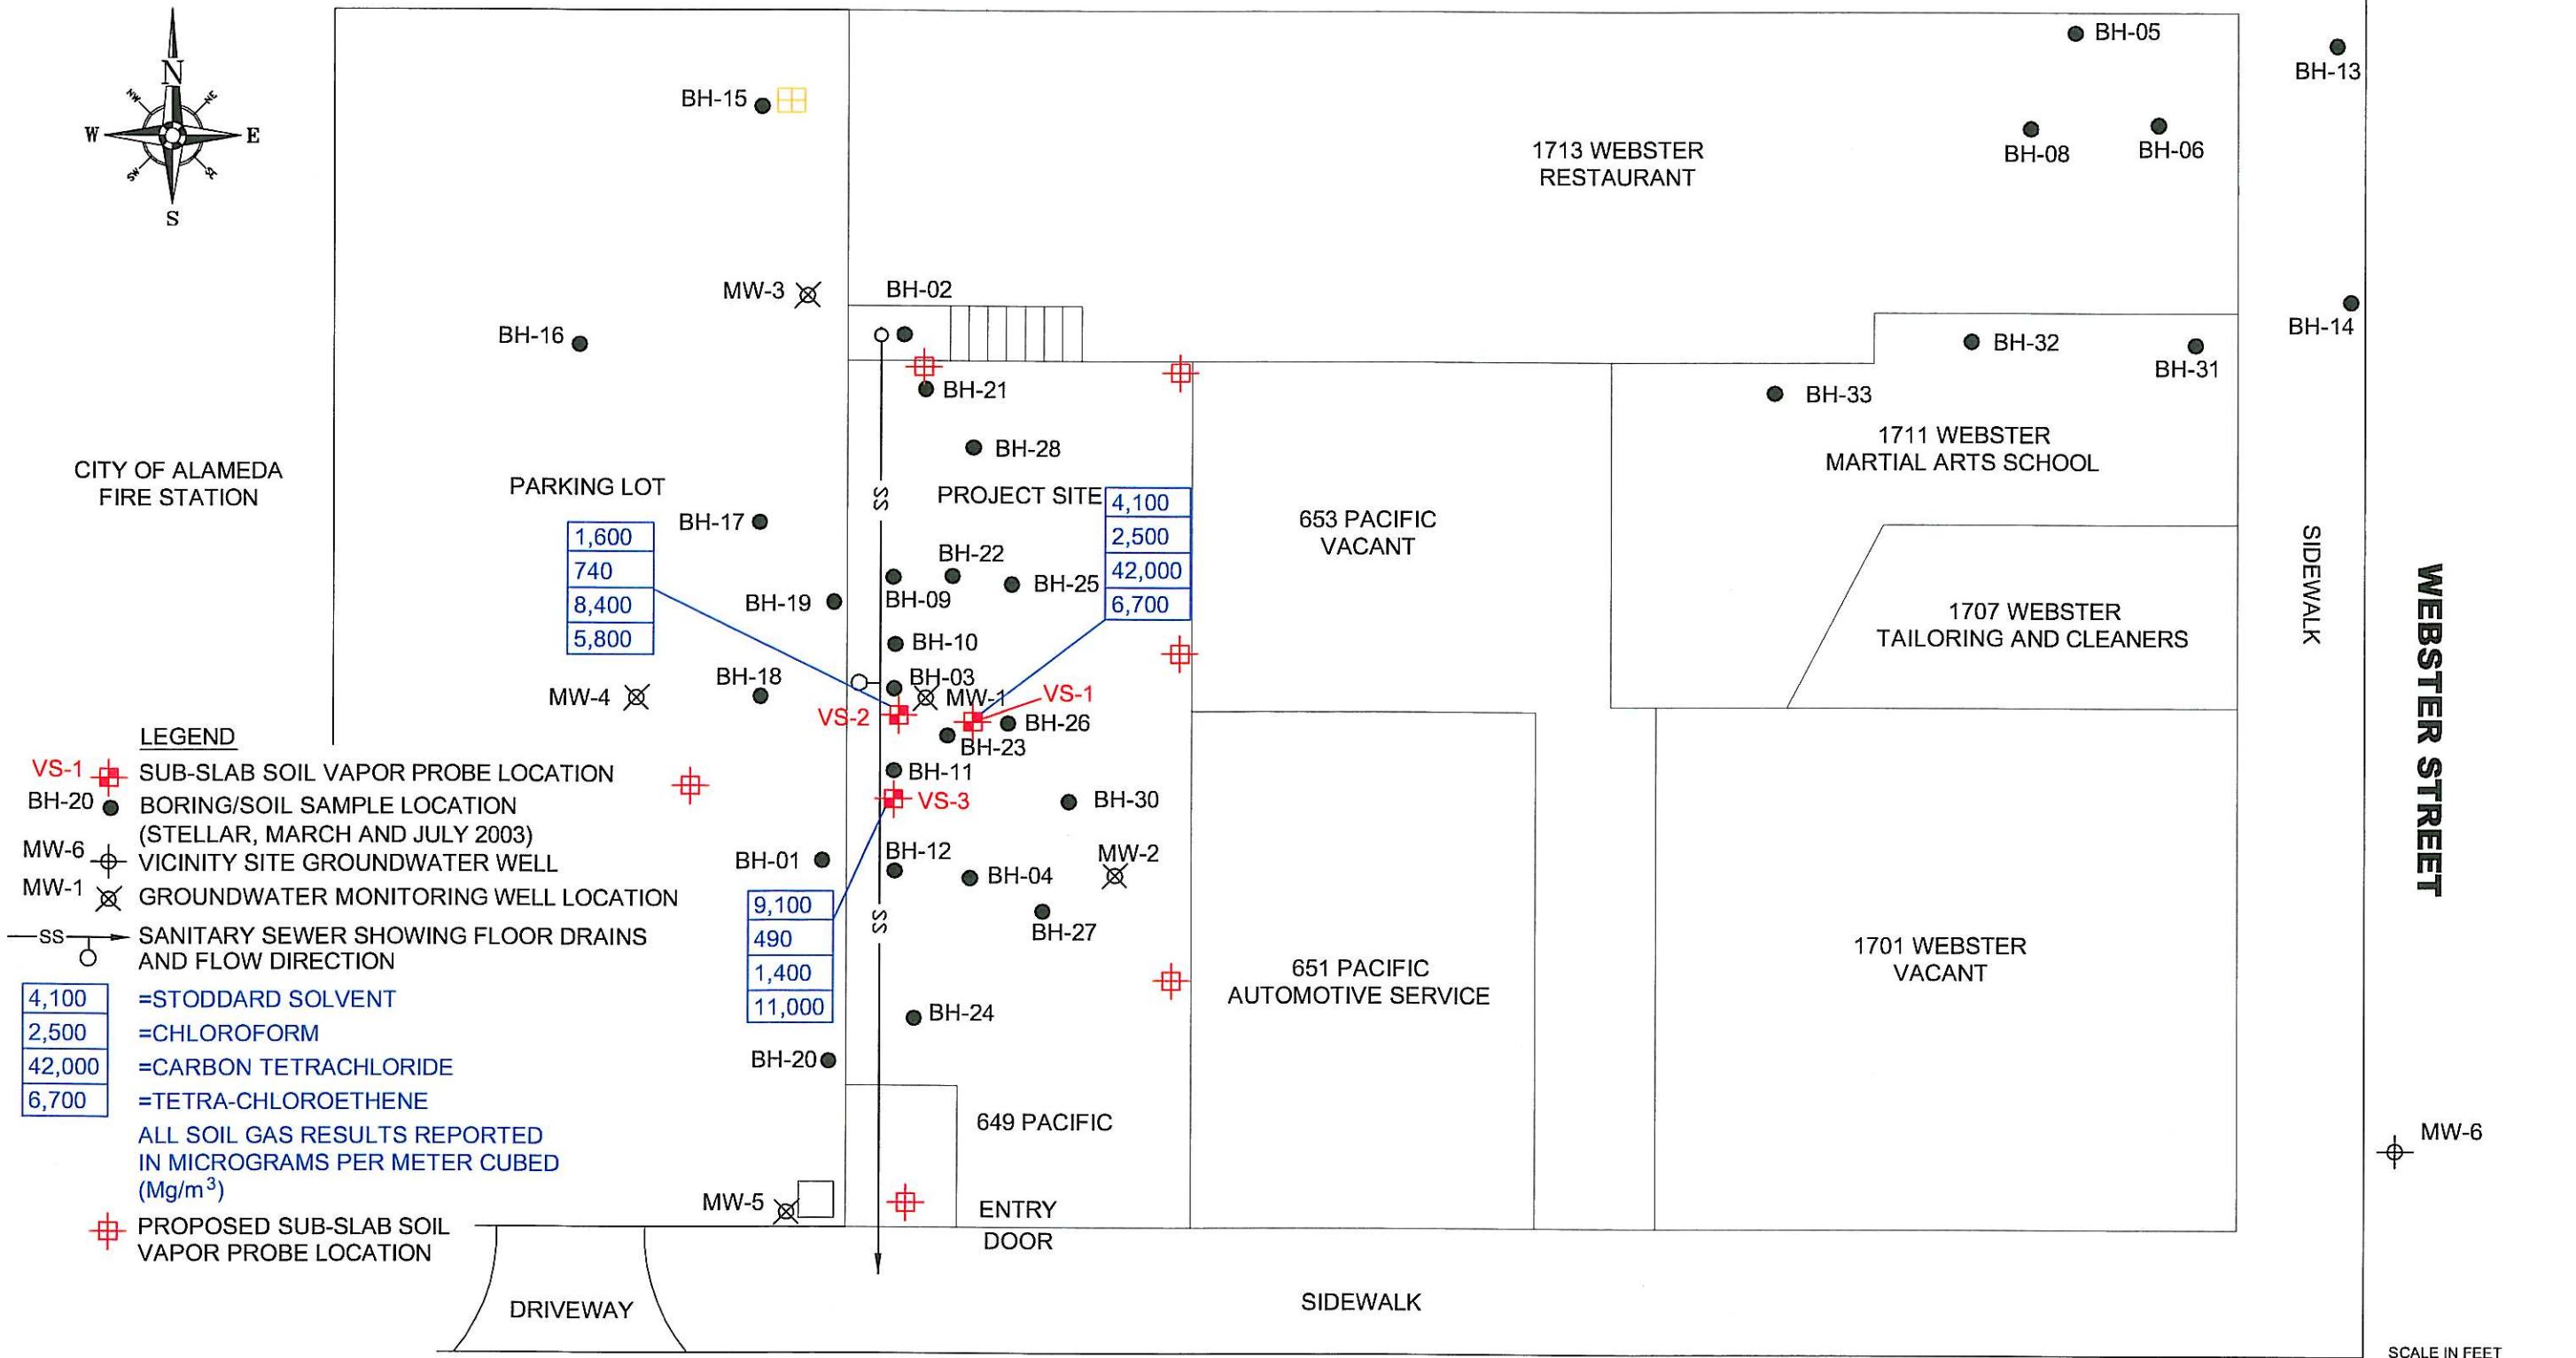 N
NW
NE
W
E
SW
SE
S
BH-05
BH-13
BH-15
BH-08
BH-06
1713 WEBSTER
RESTAURANT
MW-3
BH-02
BH-16
BH-14
BH-32
BH-31
BH-21
BH-33
BH-28
1711 WEBSTER
MARTIAL ARTS SCHOOL
CITY OF ALAMEDA
FIRE STATION
PARKING LOT
PROJECT SITE
SS
4,100
2,500
42,000
6,700
653 PACIFIC
VACANT
BH-17
1,600
740
8,400
5,800
BH-22
BH-25
BH-09
BH-19
BH-10
1707 WEBSTER
TAILORING AND CLEANERS
SIDEWALK
WEBSTER STREET
BH-18
BH-03
MW-4
MW-1
VS-1
VS-2
BH-26
BH-23
BH-11
VS-3
BH-30
BH-01
BH-12
BH-04
MW-2
BH-27
SS
9,100
490
1,400
11,000
BH-24
BH-20
651 PACIFIC
AUTOMOTIVE SERVICE
1701 WEBSTER
VACANT
649 PACIFIC
MW-6
MW-5
ENTRY
DOOR
DRIVEWAY
SIDEWALK
SCALE IN FEET
LEGEND
VS-1 SUB-SLAB SOIL VAPOR PROBE LOCATION
BH-20 BORING/SOIL SAMPLE LOCATION
(STELLAR, MARCH AND JULY 2003)
MW-6 VICINITY SITE GROUNDWATER WELL
MW-1 GROUNDWATER MONITORING WELL LOCATION
SS SANITARY SEWER SHOWING FLOOR DRAINS
AND FLOW DIRECTION
4,100 =STODDARD SOLVENT
2,500 =CHLOROFORM
42,000 =CARBON TETRACHLORIDE
6,700 =TETRA-CHLOROETHENE
ALL SOIL GAS RESULTS REPORTED
IN MICROGRAMS PER METER CUBED
(Mg/m³)
PROPOSED SUB-SLAB SOIL
VAPOR PROBE LOCATION